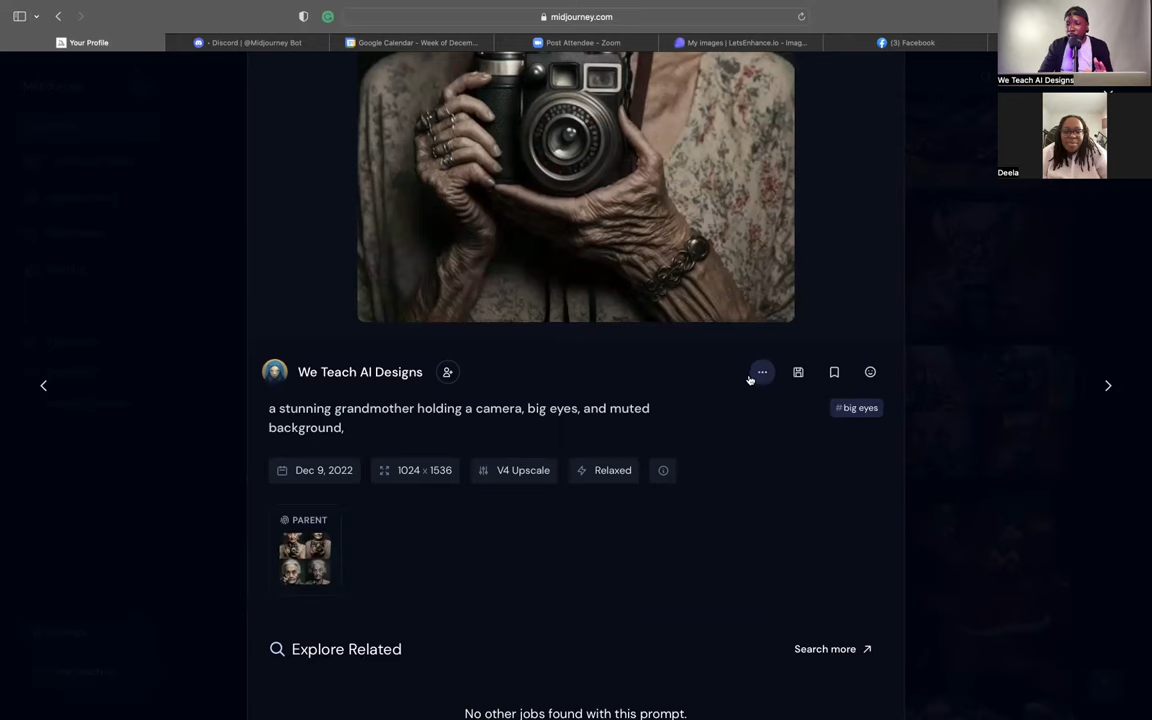 midjourney.com
Your Profile
Discord | @Midjourney Bot
Google Calendar - Week of Decem...
Post Attendee - Zoom
My images | LetsEnhance.io - Imag...
(3) Facebook
We Teach AI Designs
Deela
We Teach AI Designs
a stunning grandmother holding a camera, big eyes, and muted
background,
#big eyes
Dec 9, 2022
1024 x 1536
V4 Upscale
Relaxed
PARENT
Explore Related
Search more
No other jobs found with this prompt.